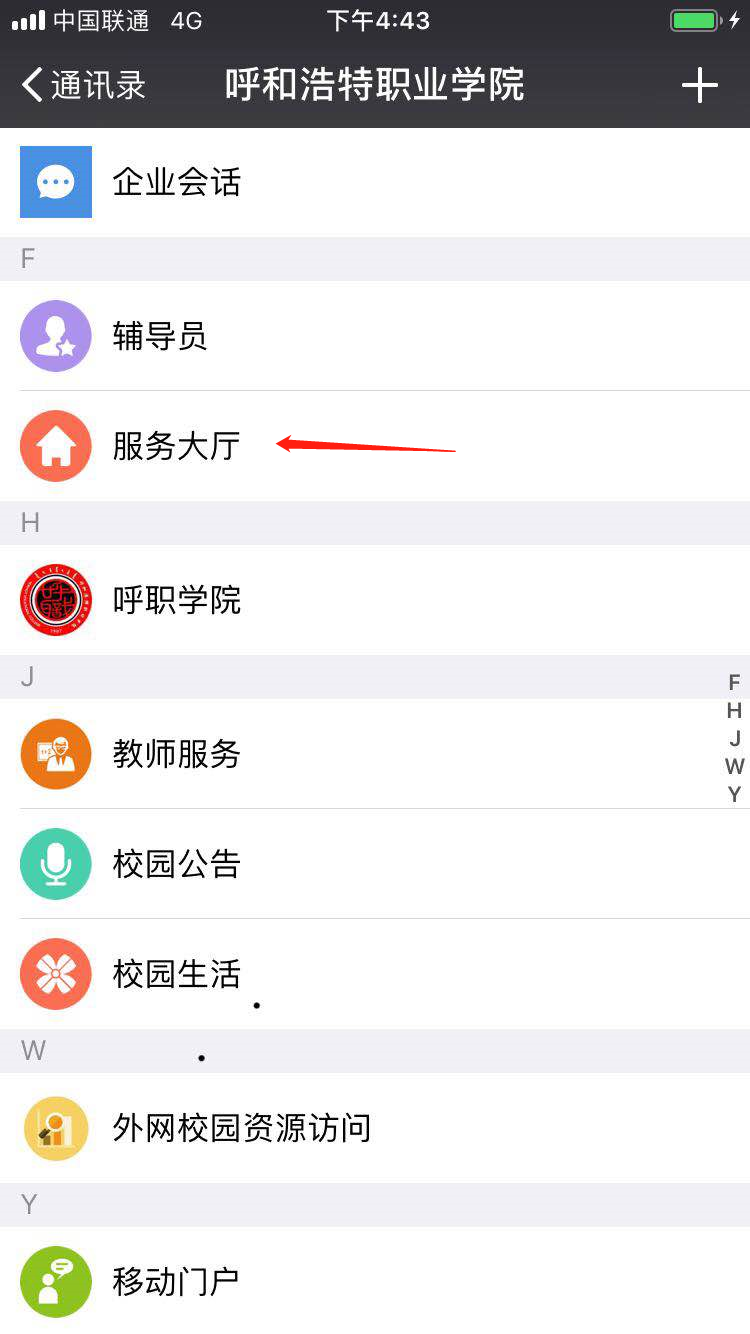 中国联通 4G 下午4:43
通讯录 呼和浩特职业学院
企业会话
F
辅导员
服务大厅
H
呼职学院
J
教师服务
校园公告
校园生活
W
外网校园资源访问
Y
移动门户
F
H
J
W
Y